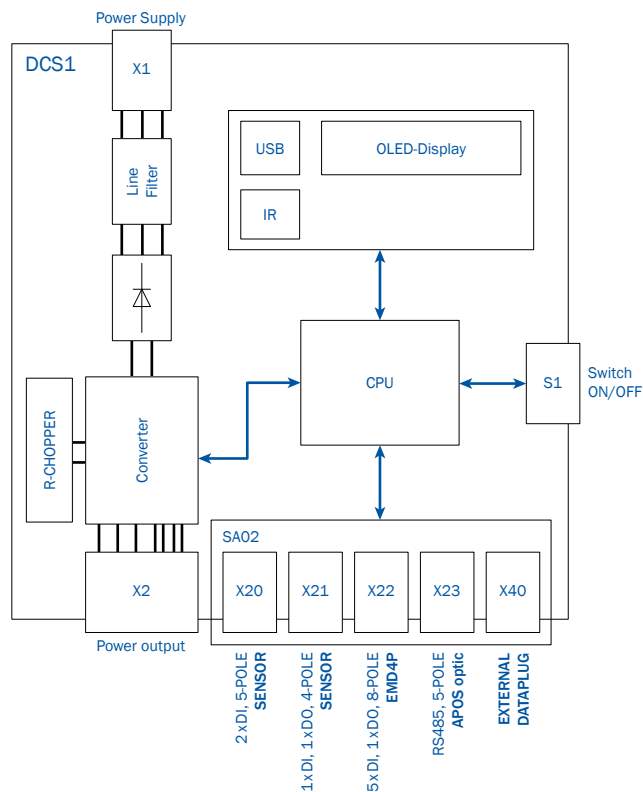 Power Supply
DCS1
X1
Line
Filter
USB
OLED-Display
IR
CPU
S1
Switch
ON/OFF
R-CHOPPER
Converter
SA02
X2
X20
X21
X22
X23
X40
Power output
2 x DI, 5-POLE
SENSOR
1 x DI, 1 x DO, 4-POLE
SENSOR
5 x DI, 1 x DO, 8-POLE
EMD4P
RS485, 5-POLE
APOS optic
EXTERNAL
DATAPLUG